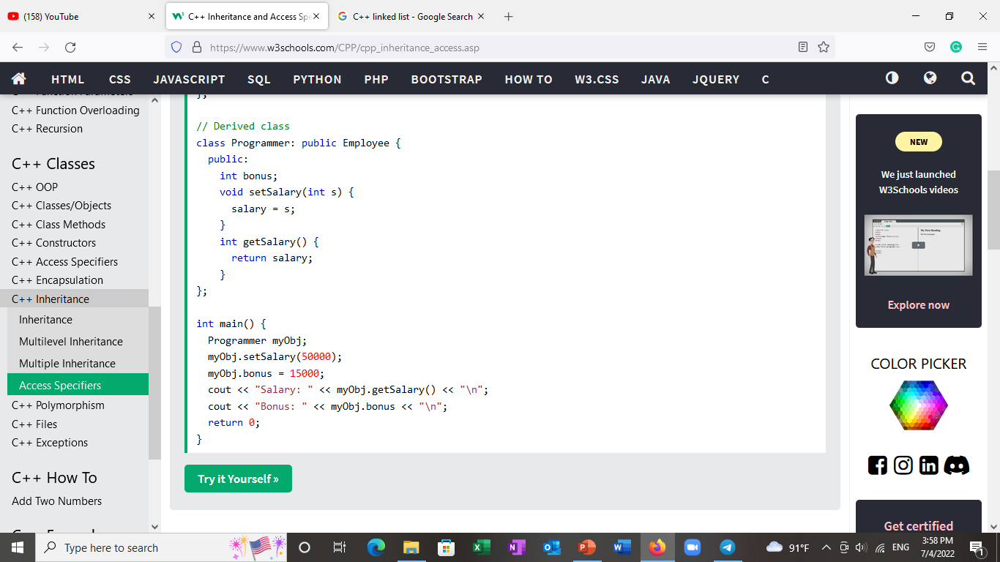 (158) YouTube
C++ Inheritance and Access Spe
C++ linked list - Google Search
https://www.w3schools.com/CPP/cpp_inheritance_access.asp
HTML CSS JAVASCRIPT SQL PYTHON PHP BOOTSTRAP HOW TO W3.CSS JAVA JQUERY C
C++ Function Parameters
C++ Function Overloading
C++ Recursion
C++ Classes
C++ OOP
C++ Classes/Objects
C++ Class Methods
C++ Constructors
C++ Access Specifiers
C++ Encapsulation
C++ Inheritance
Inheritance
Multilevel Inheritance
Multiple Inheritance
Access Specifiers
C++ Polymorphism
C++ Files
C++ Exceptions
C++ How To
Add Two Numbers
};
// Derived class
class Programmer: public Employee {
public:
int bonus;
void setSalary(int s) {
salary = s;
}
int getSalary() {
return salary;
}
};
int main() {
Programmer myObj;
myObj.setSalary(50000);
myObj.bonus = 15000;
cout << "Salary: " << myObj.getSalary() << "\n";
cout << "Bonus: " << myObj.bonus << "\n";
return 0;
}
Try it Yourself »
NEW
We just launched
W3Schools videos
Explore now
COLOR PICKER
Get certified
Type here to search
91°F
ENG
3:58 PM
7/4/2022
1